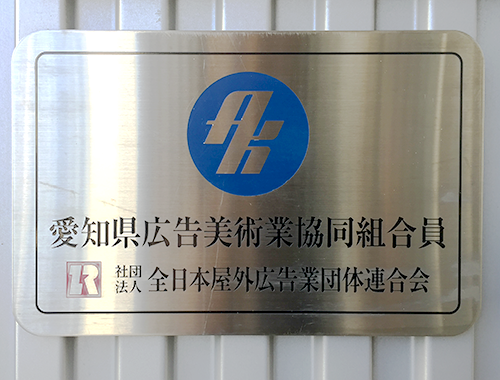 愛知県広告美術業協同組合員
社団法人 全日本屋外広告業団体連合会